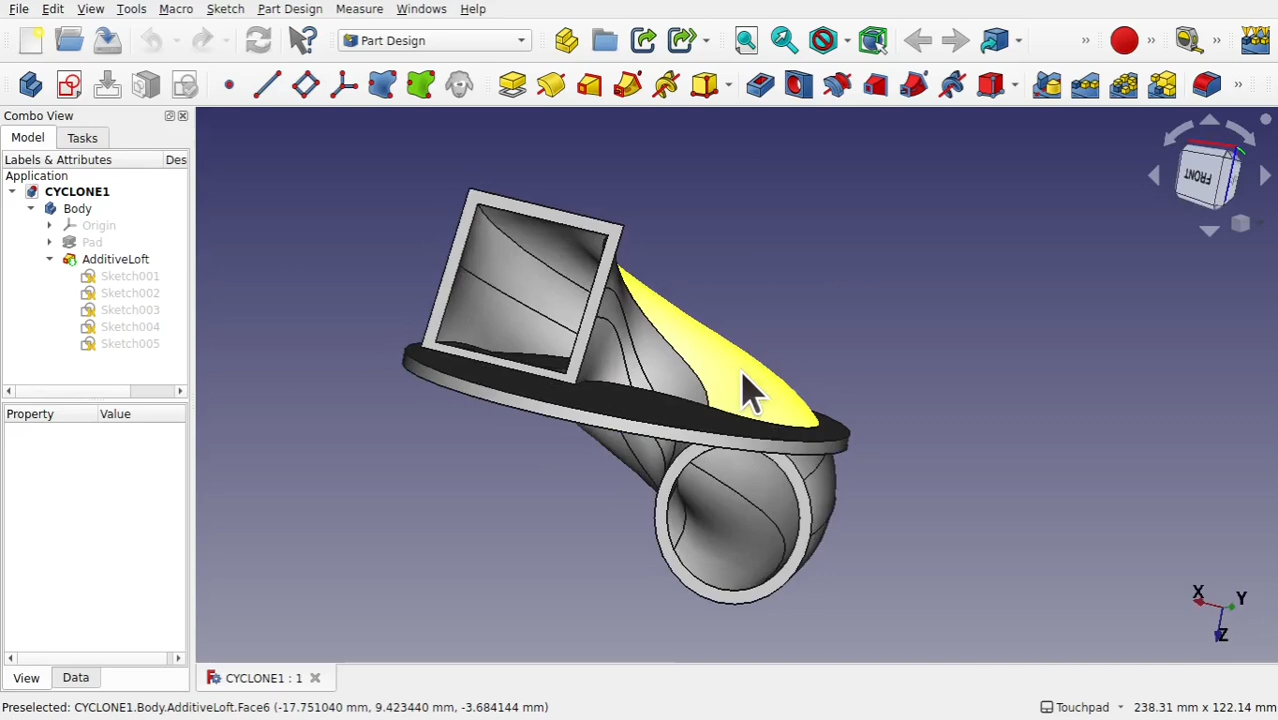 File Edit View Tools Macro Sketch Part Design Measure Windows Help
Part Design
Combo View
Model Tasks
Labels & Attributes Des
Application
CYCLONE1
Body
Origin
Pad
AdditiveLoft
Sketch001
Sketch002
Sketch003
Sketch004
Sketch005
Property Value
View Data
FRONT
X Y
Z
CYCLONE1 : 1
Preselected: CYCLONE1.Body.AdditiveLoft.Face6 (-17.751040 mm, 9.423440 mm, -3.684144 mm)
Touchpad 238.31 mm x 122.14 mm